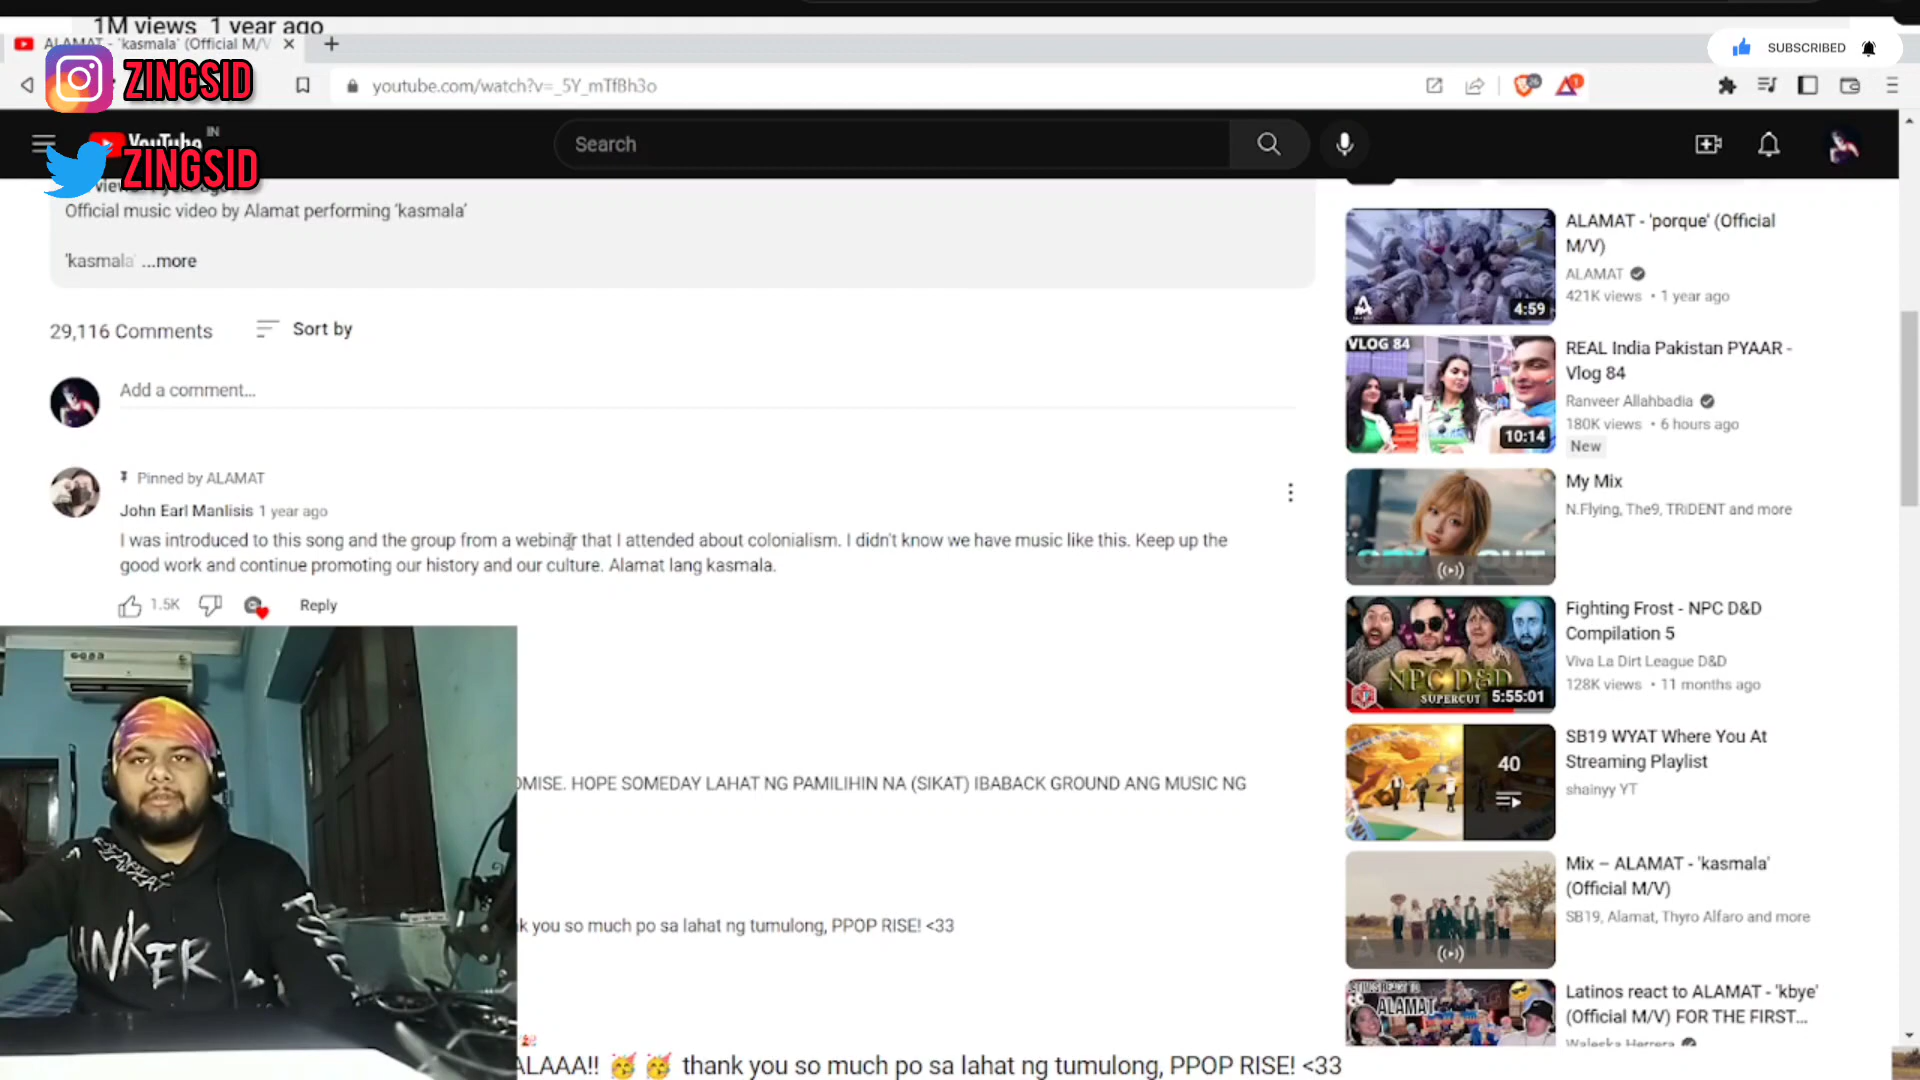 1M views 1 year ago
ALAMAT - 'kasmala' (Official M/V
SUBSCRIBED
ZINGSID
youtube.com/watch?v=_5Y_mTfBh3o
YouTube IN
Search
ZINGSID
Official music video by Alamat performing 'kasmala'
'kasmala' ...more
29,116 Comments
Sort by
Add a comment...
Pinned by ALAMAT
John Earl Manlisis 1 year ago
I was introduced to this song and the group from a webinar that I attended about colonialism. I didn't know we have music like this. Keep up the
good work and continue promoting our history and our culture. Alamat lang kasmala.
1.5K
Reply
OMISE. HOPE SOMEDAY LAHAT NG PAMILIHIN NA (SIKAT) IBABACK GROUND ANG MUSIC NG
k you so much po sa lahat ng tumulong, PPOP RISE! <33
ALAAA!! 🥳 🥳 thank you so much po sa lahat ng tumulong, PPOP RISE! <33
ALAMAT - 'porque' (Official
M/V)
ALAMAT
421K views • 1 year ago
4:59
VLOG 84
REAL India Pakistan PYAAR -
Vlog 84
Ranveer Allahbadia
180K views • 6 hours ago
New
10:14
My Mix
N.Flying, The9, TRiDENT and more
Fighting Frost - NPC D&D
Compilation 5
Viva La Dirt League D&D
128K views • 11 months ago
NPC D&D
SUPERCUT
5:55:01
SB19 WYAT Where You At
Streaming Playlist
shainyy YT
40
Mix – ALAMAT - 'kasmala'
(Official M/V)
SB19, Alamat, Thyro Alfaro and more
Latinos react to ALAMAT - 'kbye'
(Official M/V) FOR THE FIRST...
Waleska Herrera
ALAMAT